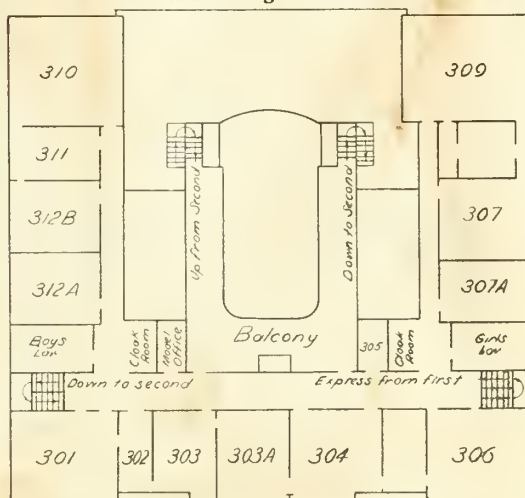 310
309
311
312B
307
312A
307A
Up from Second
Down to second
Boys
Lav
Cloak
Room
Model
Office
Balcony
305
Cloak
Room
Girls
Lav
Down to second
Express from first
301
302
303
303A
304
306